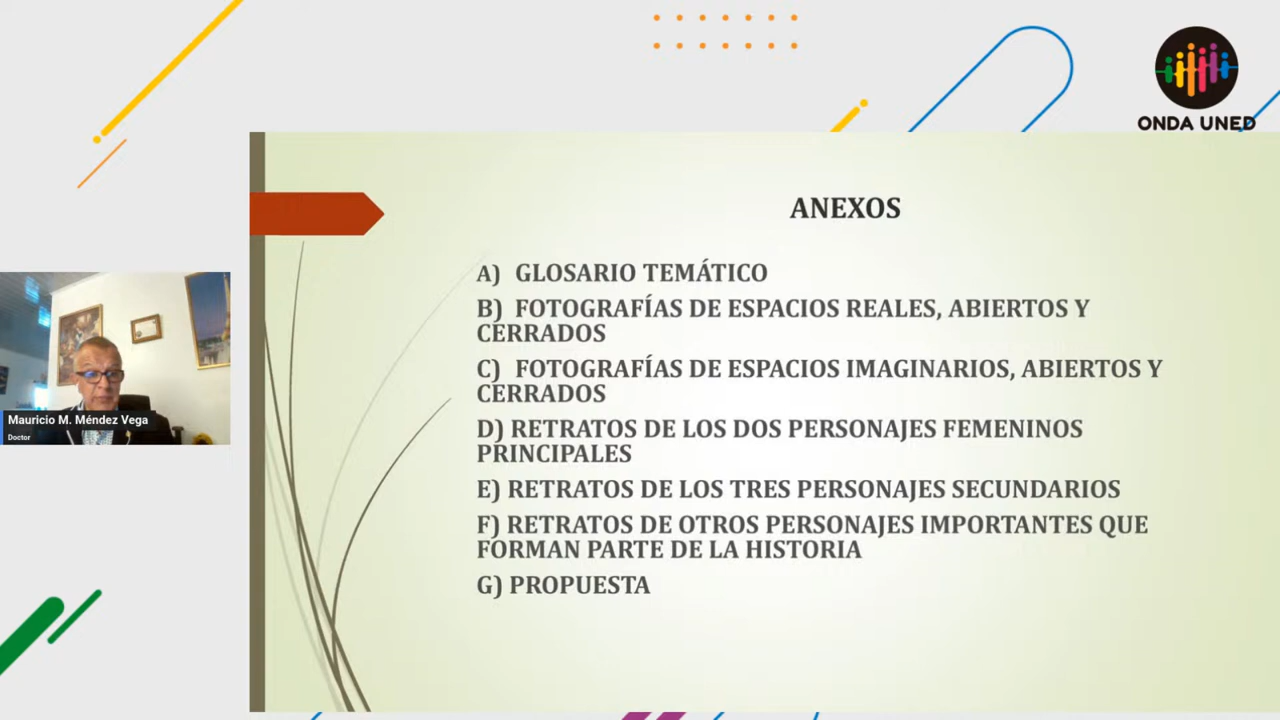 ONDA UNED
ANEXOS
A) GLOSARIO TEMÁTICO
B) FOTOGRAFÍAS DE ESPACIOS REALES, ABIERTOS Y
CERRADOS
C) FOTOGRAFÍAS DE ESPACIOS IMAGINARIOS, ABIERTOS Y
CERRADOS
D) RETRATOS DE LOS DOS PERSONAJES FEMENINOS
PRINCIPALES
E) RETRATOS DE LOS TRES PERSONAJES SECUNDARIOS
F) RETRATOS DE OTROS PERSONAJES IMPORTANTES QUE
FORMAN PARTE DE LA HISTORIA
G) PROPUESTA
Mauricio M. Méndez Vega
Doctor